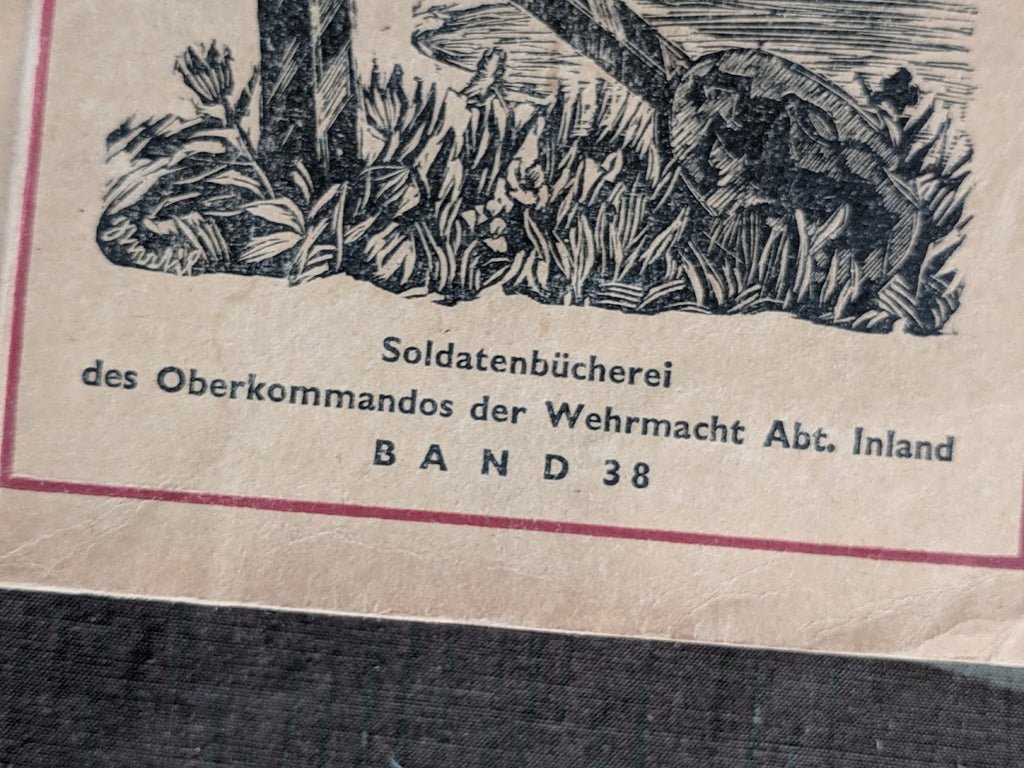 Soldatenbücherei
des Oberkommandos der Wehrmacht Abt. Inland
BAND 38